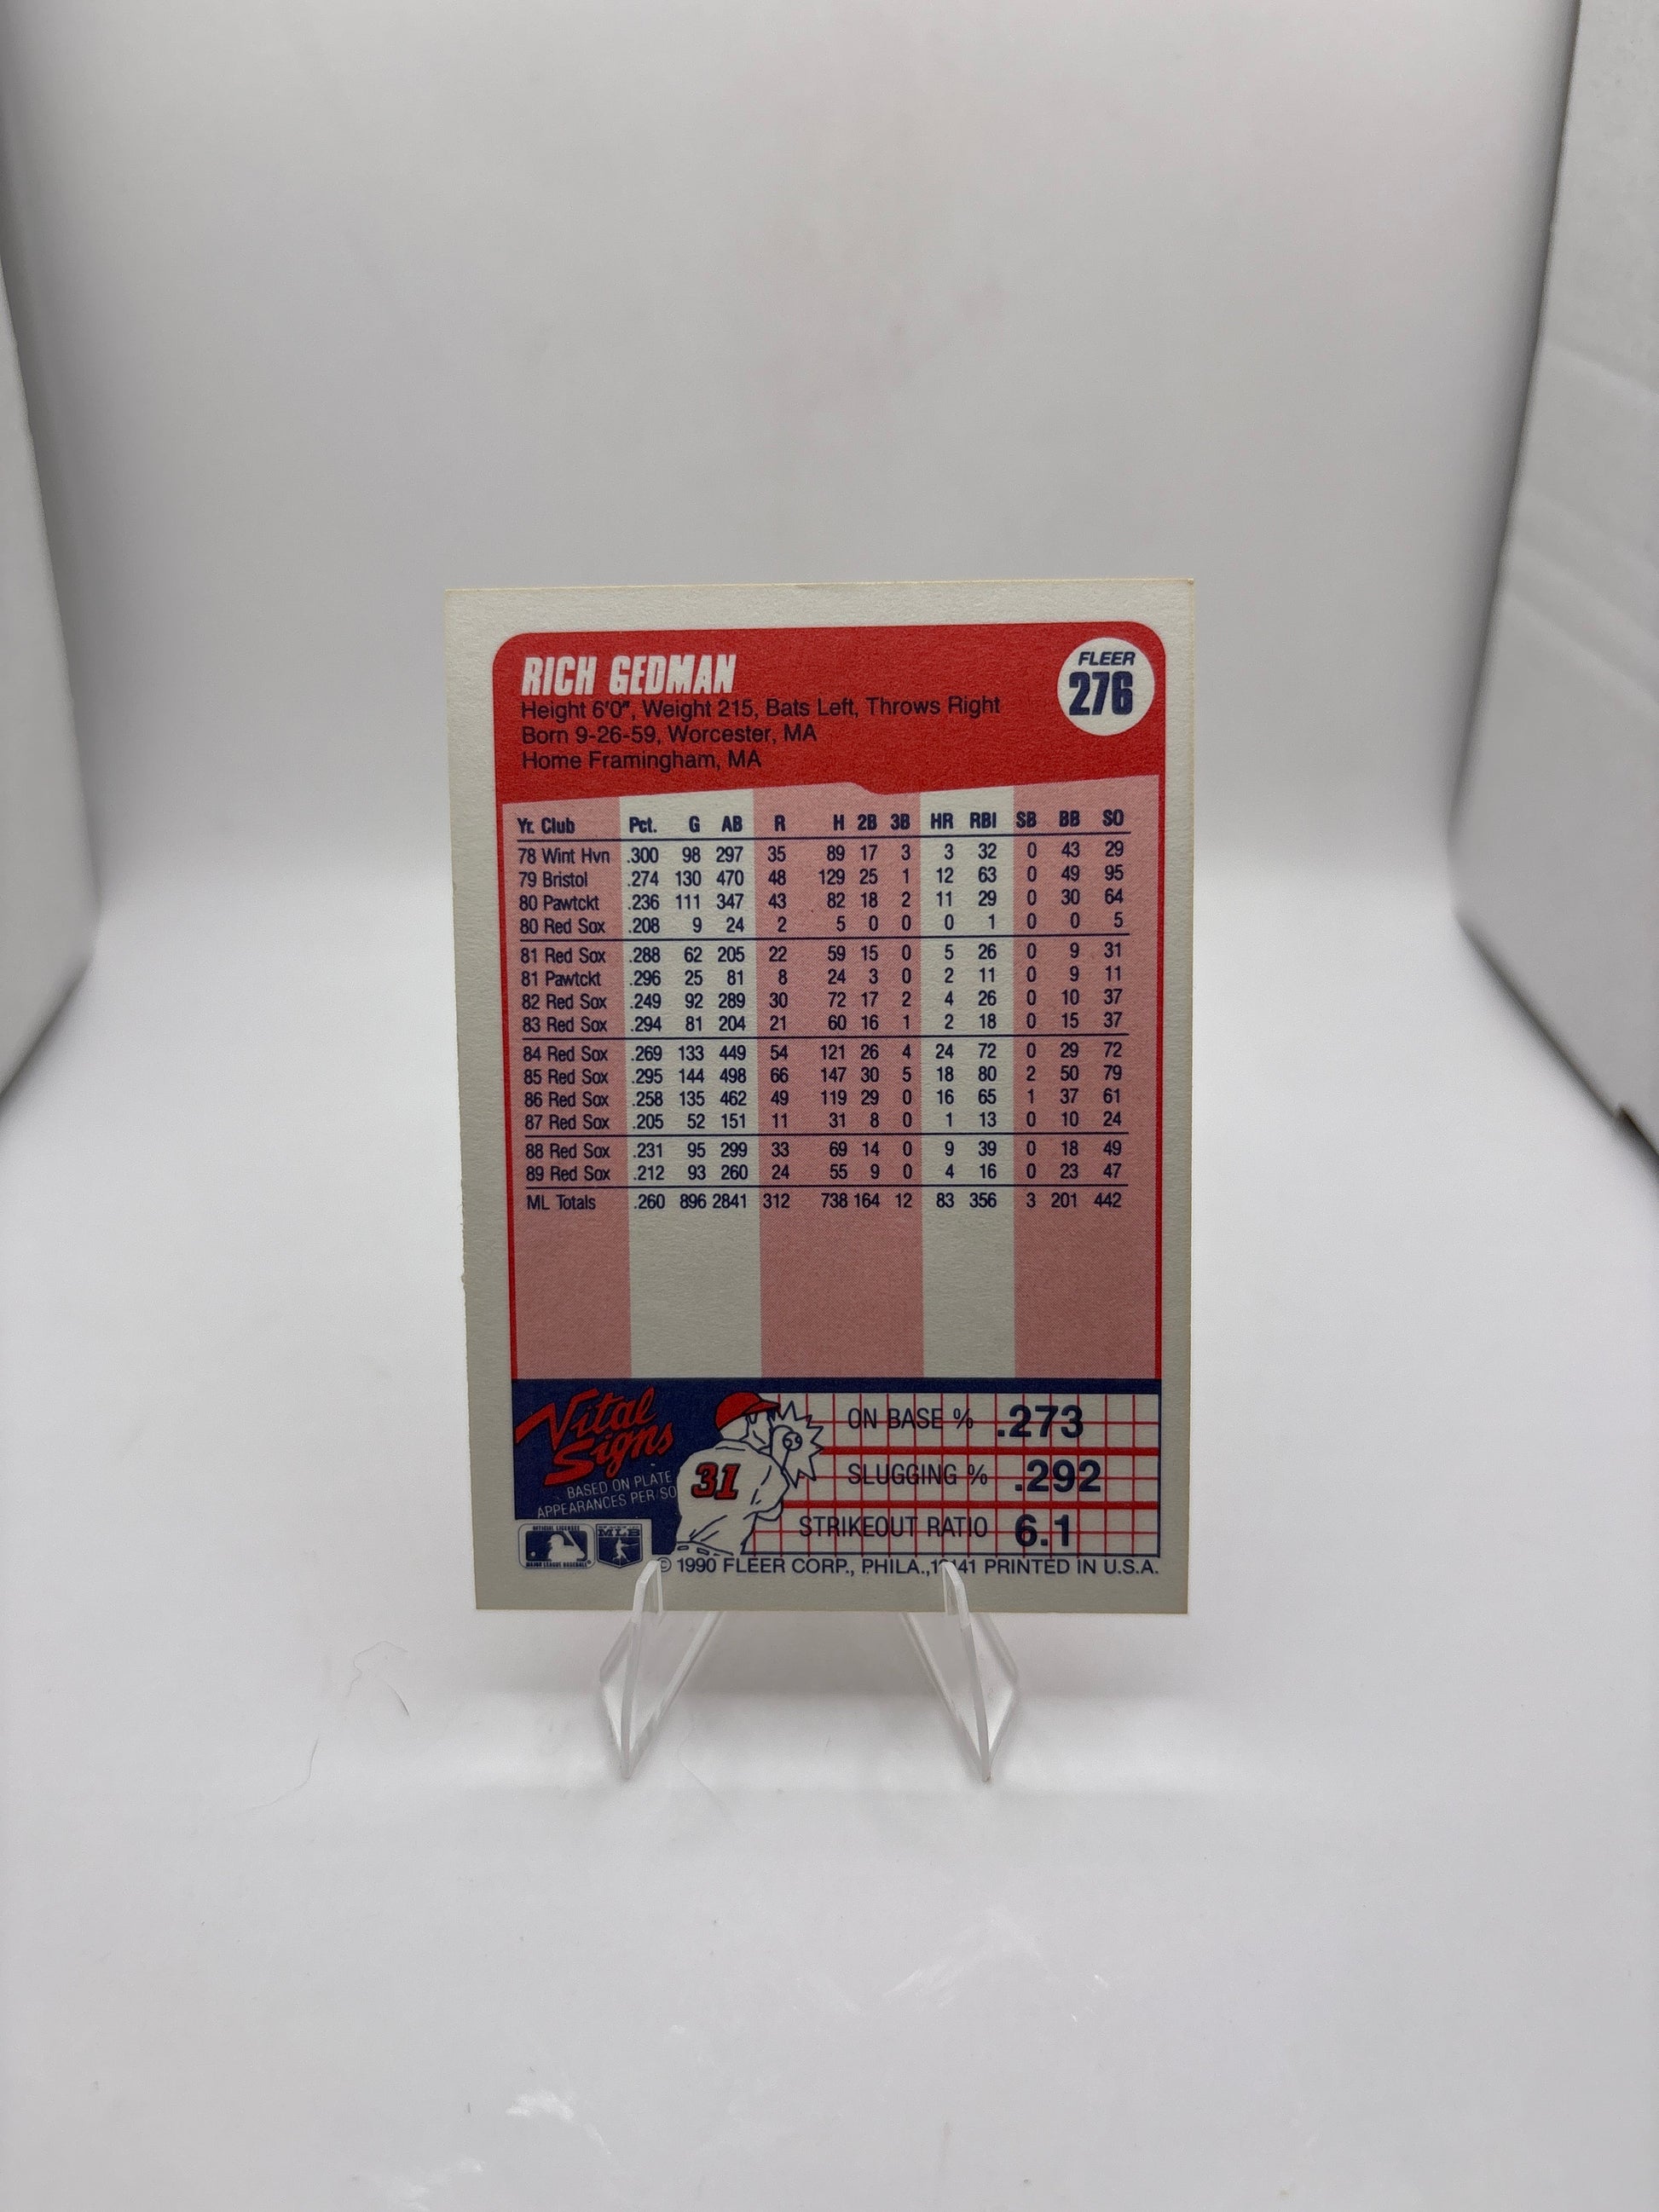 RICH GEDMAN
FLEER
276
Height 6'0", Weight 215, Bats Left, Throws Right
Born 9-26-59, Worcester, MA
Home Framingham, MA
Yr. Club Pct. G AB R H 2B 3B HR RBI SB BB SO
78 Wint Hvn .300 98 297 35 89 17 3 3 32 0 43 29
79 Bristol .274 130 470 48 129 25 1 12 63 0 49 95
80 Pawtckt .236 111 347 43 82 18 2 11 29 0 30 64
80 Red Sox .208 9 24 2 5 0 0 0 1 0 0 5
81 Red Sox .288 62 205 22 59 15 0 5 26 0 9 31
81 Pawtckt .296 25 81 8 24 3 0 2 11 0 9 11
82 Red Sox .249 92 289 30 72 17 2 4 26 0 10 37
83 Red Sox .294 81 204 21 60 16 1 2 18 0 15 37
84 Red Sox .269 133 449 54 121 26 4 24 72 0 29 72
85 Red Sox .295 144 498 66 147 30 5 18 80 2 50 79
86 Red Sox .258 135 462 49 119 29 0 16 65 1 37 61
87 Red Sox .205 52 151 11 31 8 0 1 13 0 10 24
88 Red Sox .231 95 299 33 69 14 0 9 39 0 18 49
89 Red Sox .212 93 260 24 55 9 0 4 16 0 23 47
ML Totals .260 896 2841 312 738 164 12 83 356 3 201 442
Vital
Signs
BASED ON PLATE
APPEARANCES PER SO
31
ON BASE % .273
SLUGGING % .292
STRIKEOUT RATIO 6.1
OFFICIAL LICENSEE
MAJOR LEAGUE BASEBALL
MLB
© 1990 FLEER CORP., PHILA., PRINTED IN U.S.A.